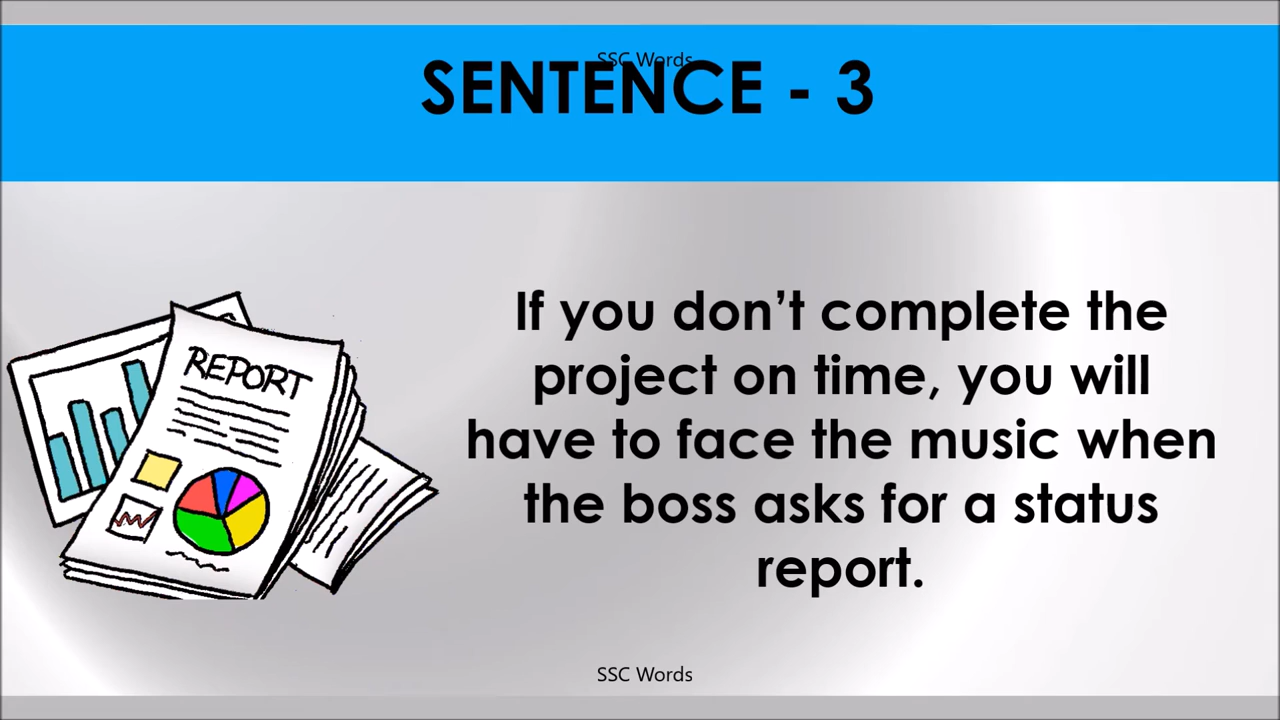 SSC Words
SENTENCE - 3
REPORT
If you don’t complete the
project on time, you will
have to face the music when
the boss asks for a status
report.
SSC Words